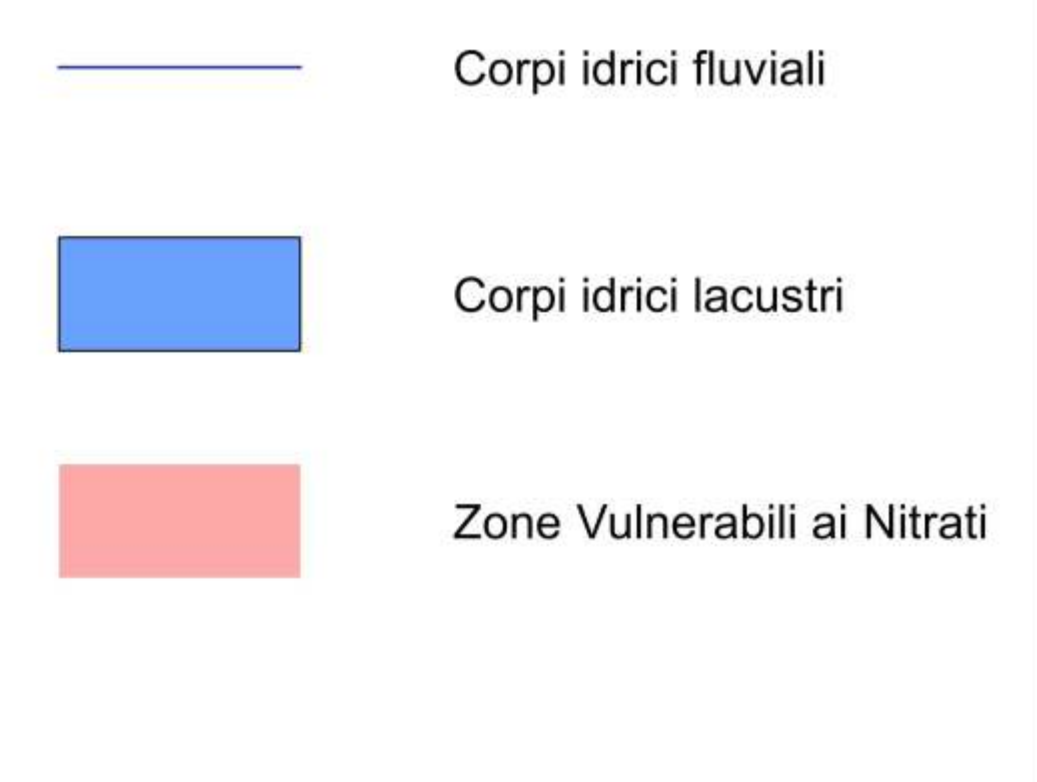 Corpi idrici fluviali
Corpi idrici lacustri
Zone Vulnerabili ai Nitrati